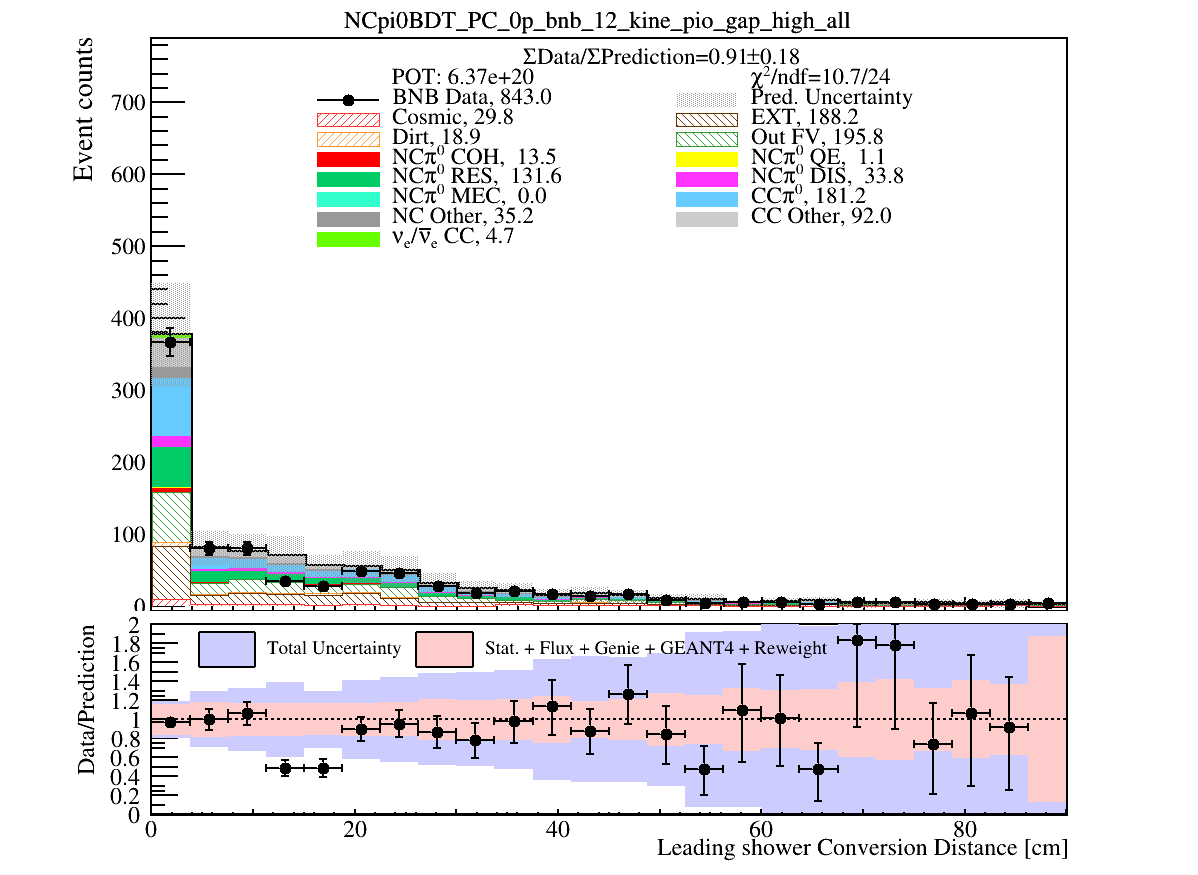 NCpi0BDT_PC_0p_bnb_12_kine_pio_gap_high_all
ΣData/ΣPrediction=0.91±0.18
POT: 6.37e+20
χ²/ndf=10.7/24
BNB Data, 843.0
Pred. Uncertainty
Cosmic, 29.8
EXT, 188.2
Dirt, 18.9
Out FV, 195.8
NCπ⁰ COH, 13.5
NCπ⁰ QE, 1.1
NCπ⁰ RES, 131.6
NCπ⁰ DIS, 33.8
NCπ⁰ MEC, 0.0
CCπ⁰, 181.2
NC Other, 35.2
CC Other, 92.0
νₑ/ν̅ₑ CC, 4.7
Event counts
700
600
500
400
300
200
100
0
Total Uncertainty
Stat. + Flux + Genie + GEANT4 + Reweight
Data/Prediction
2
1.8
1.6
1.4
1.2
1
0.8
0.6
0.4
0.2
0
0 20 40 60 80
Leading shower Conversion Distance [cm]